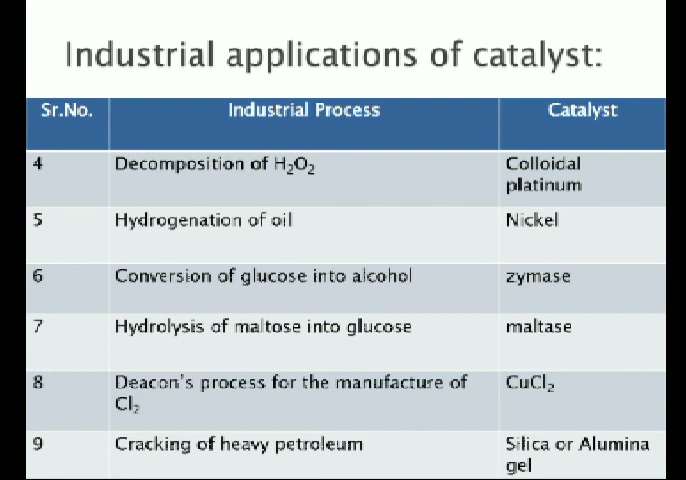 Industrial applications of catalyst:
Sr.No. Industrial Process Catalyst
4 Decomposition of H₂O₂ Colloidal
platinum
5 Hydrogenation of oil Nickel
6 Conversion of glucose into alcohol zymase
7 Hydrolysis of maltose into glucose maltase
8 Deacon's process for the manufacture of CuCl₂
Cl₂
9 Cracking of heavy petroleum Silica or Alumina
gel